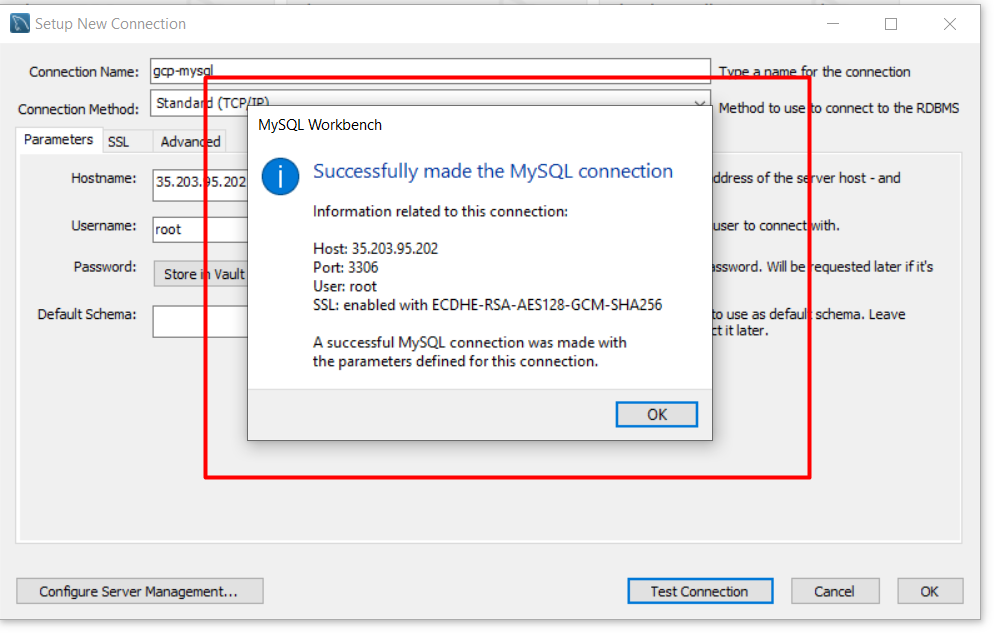 Setup New Connection
Connection Name: gcp-mysql Type a name for the connection
Connection Method: Standard (TCP/IP) Method to use to connect to the RDBMS
Parameters SSL Advanced
Hostname: 35.203.95.202 address of the server host - and
Username: root user to connect with.
Password: Store in Vault password. Will be requested later if it's
Default Schema: to use as default schema. Leave
it later.
MySQL Workbench
Successfully made the MySQL connection
Information related to this connection:
Host: 35.203.95.202
Port: 3306
User: root
SSL: enabled with ECDHE-RSA-AES128-GCM-SHA256
A successful MySQL connection was made with
the parameters defined for this connection.
OK
Configure Server Management... Test Connection Cancel OK